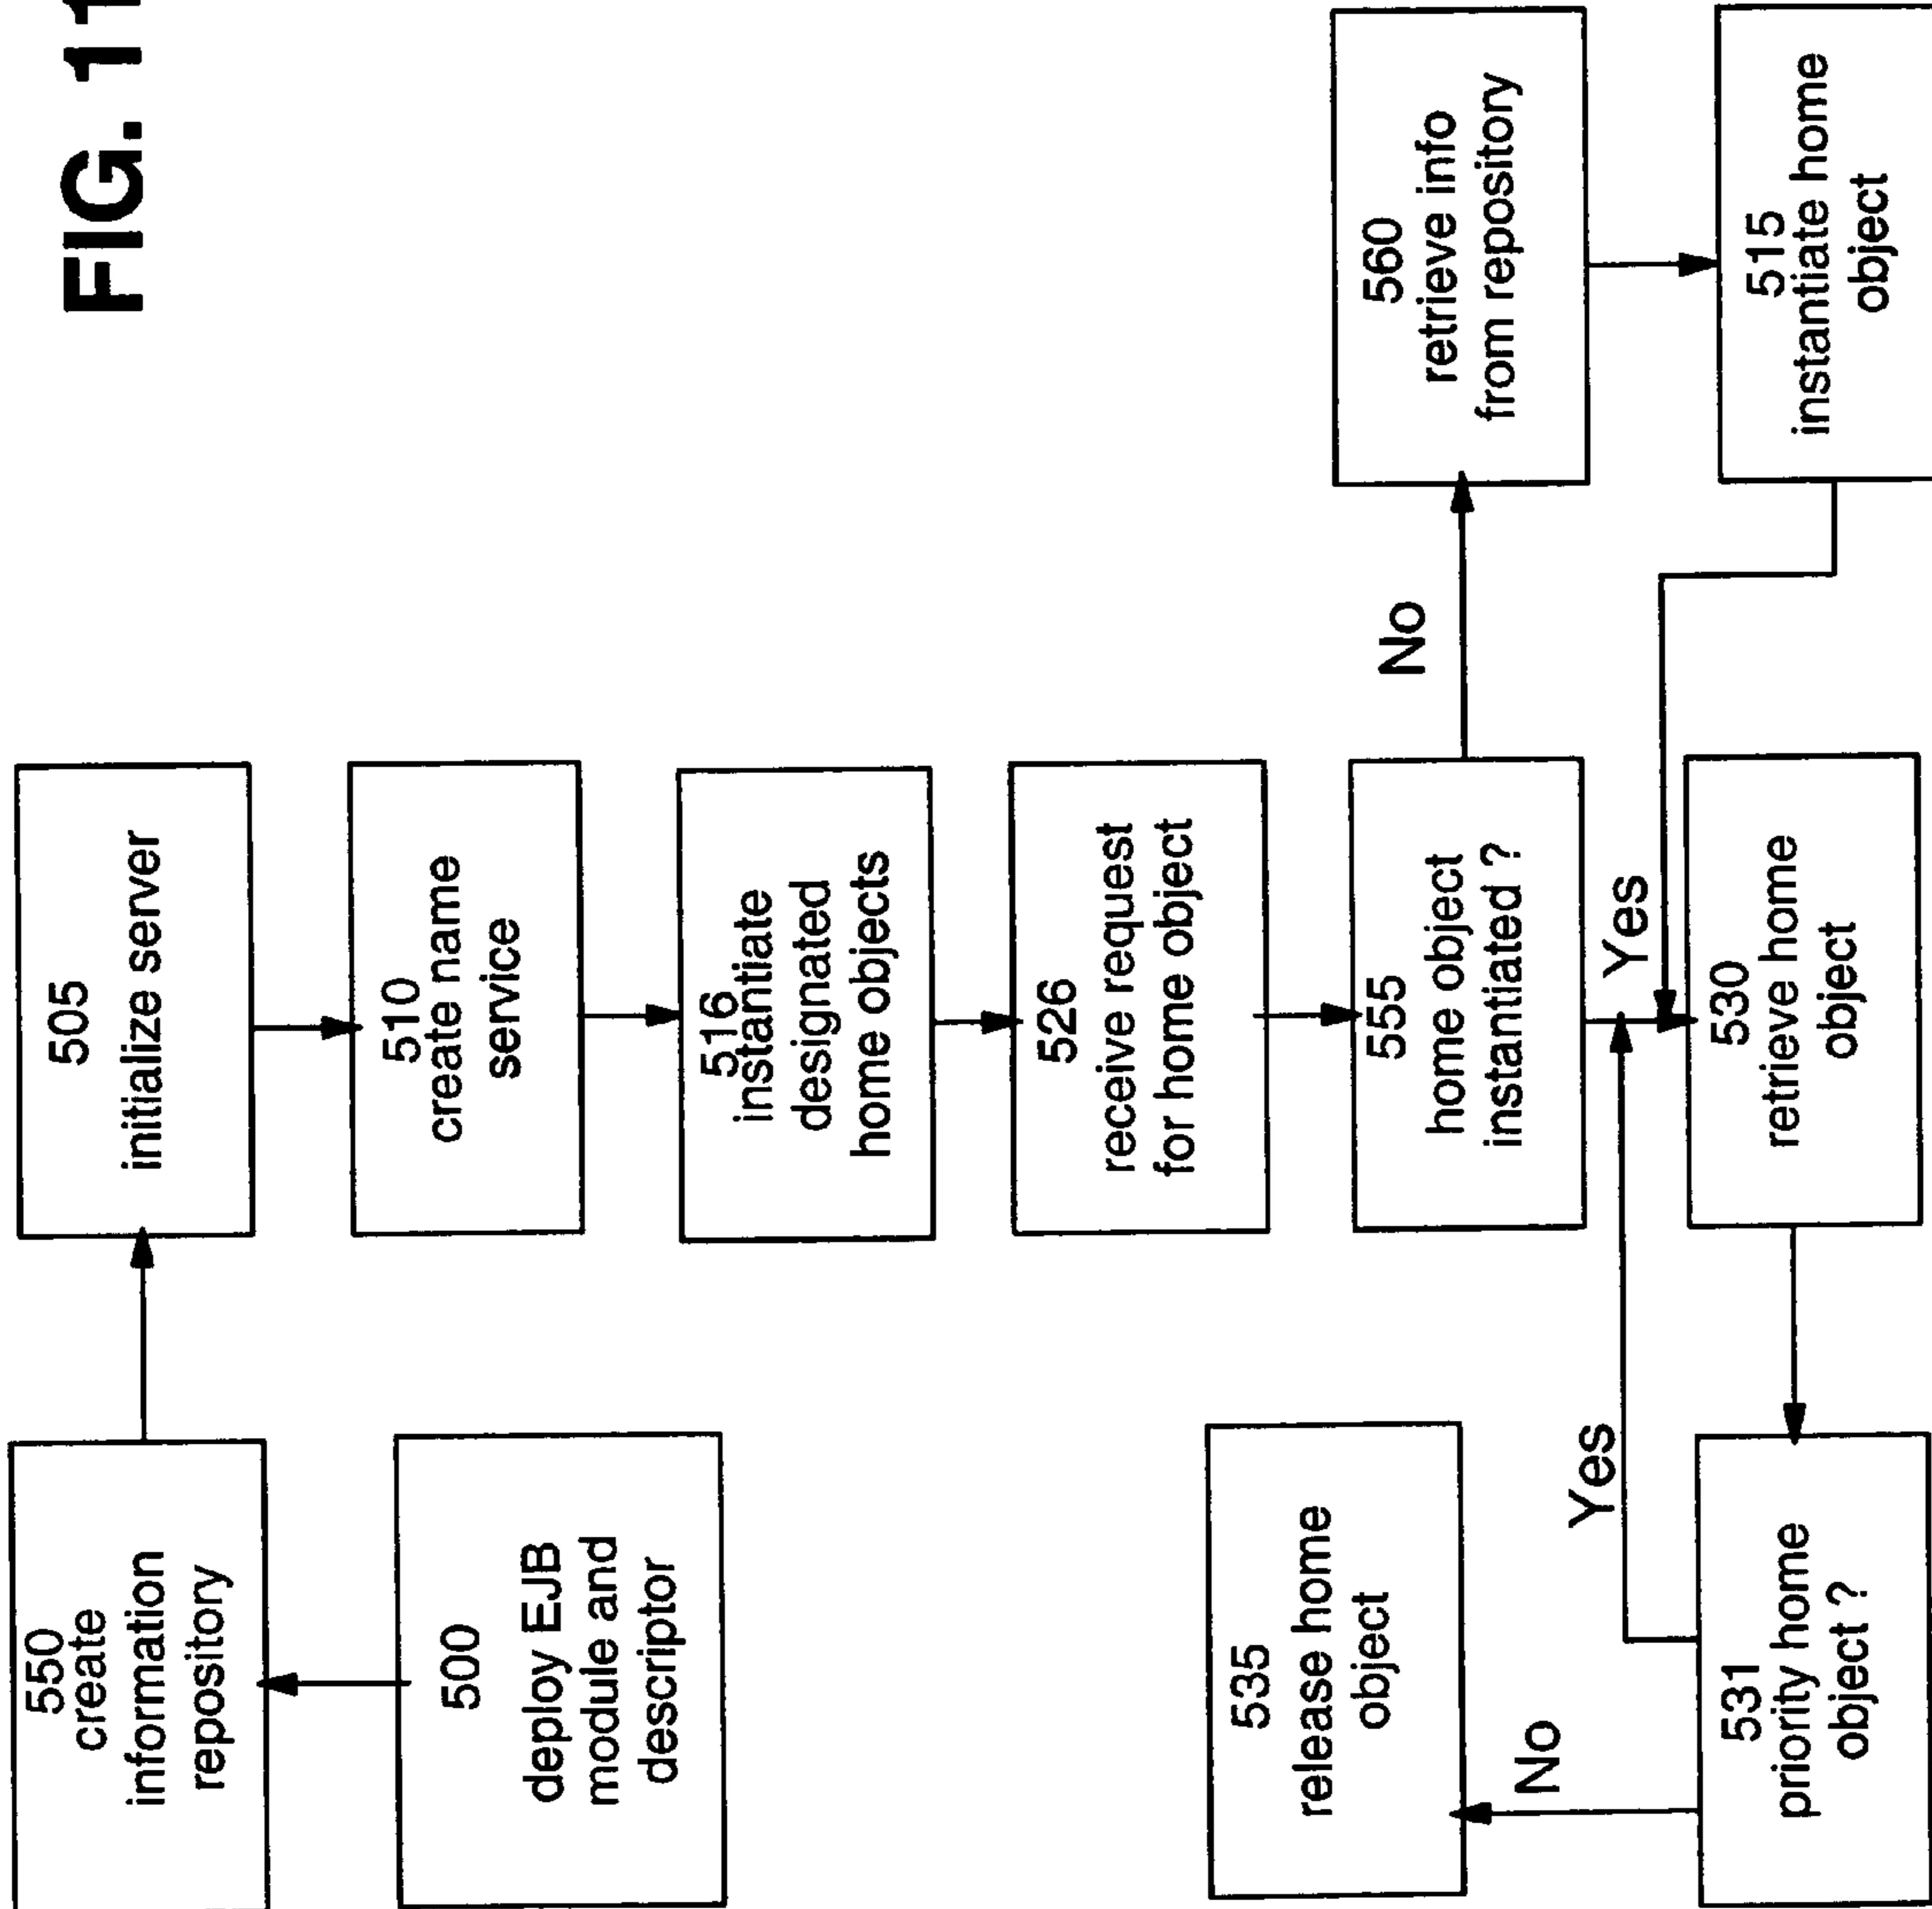 FIG. 11
550
create
information
repository
505
initialize server
500
deploy EJB
module and
descriptor
510
create name
service
516
instantiate
designated
home objects
526
receive request
for home object
555
home object
instantiated ?
No
560
retrieve info
from repository
535
release home
object
Yes
Yes
No
531
priority home
object ?
530
retrieve home
object
515
instantiate home
object